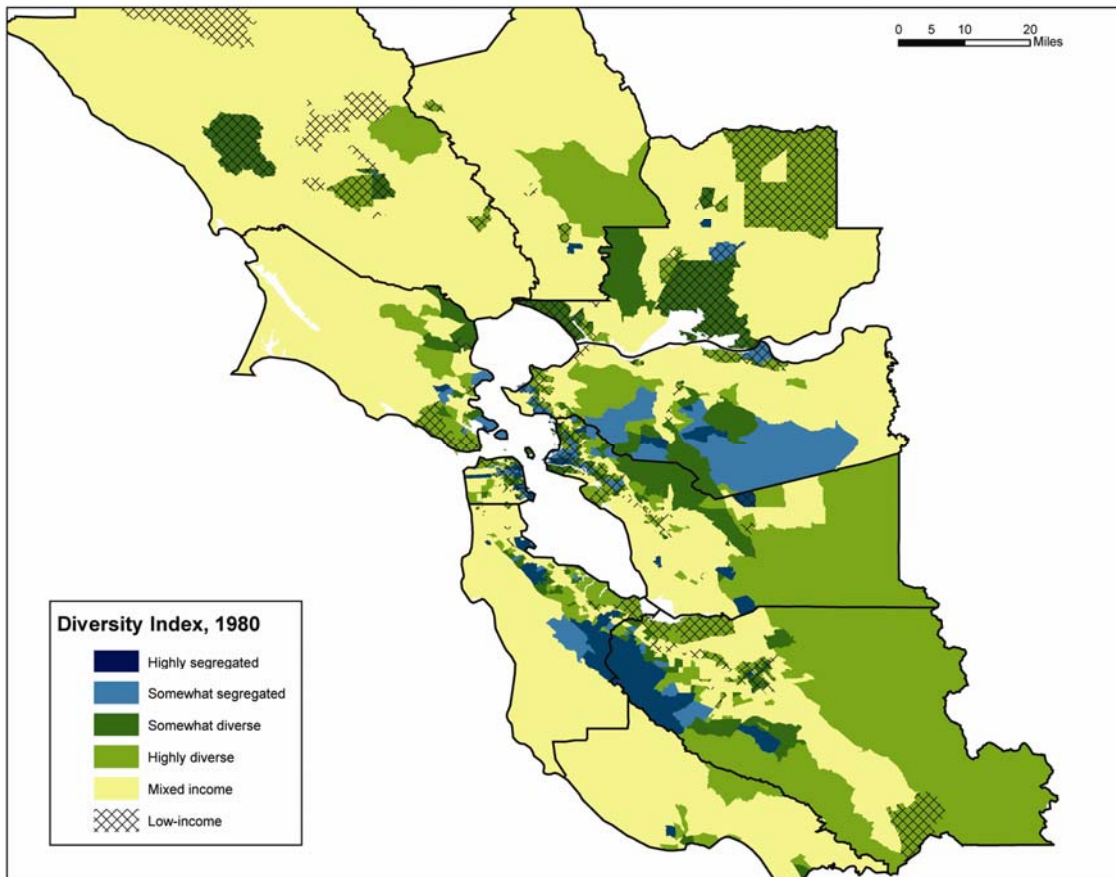 0 5 10 20
Miles
Diversity Index, 1980
Highly segregated
Somewhat segregated
Somewhat diverse
Highly diverse
Mixed income
Low-income